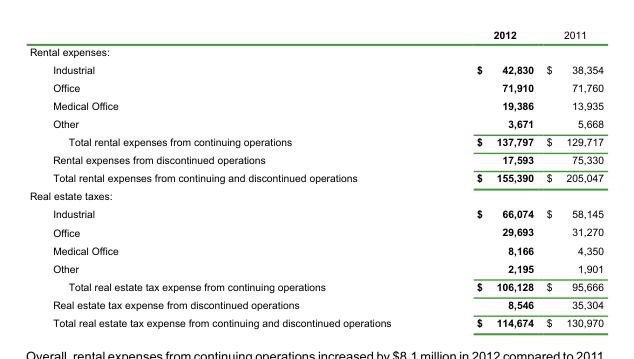 2012 2011
Rental expenses:
Industrial $ 42,830 $ 38,354
Office 71,910 71,760
Medical Office 19,386 13,935
Other 3,671 5,668
Total rental expenses from continuing operations $ 137,797 $ 129,717
Rental expenses from discontinued operations 17,593 75,330
Total rental expenses from continuing and discontinued operations $ 155,390 $ 205,047
Real estate taxes:
Industrial $ 66,074 $ 58,145
Office 29,693 31,270
Medical Office 8,166 4,350
Other 2,195 1,901
Total real estate tax expense from continuing operations $ 106,128 $ 95,666
Real estate tax expense from discontinued operations 8,546 35,304
Total real estate tax expense from continuing and discontinued operations $ 114,674 $ 130,970
Overall, rental expenses from continuing operations increased by $8.1 million in 2012 compared to 2011